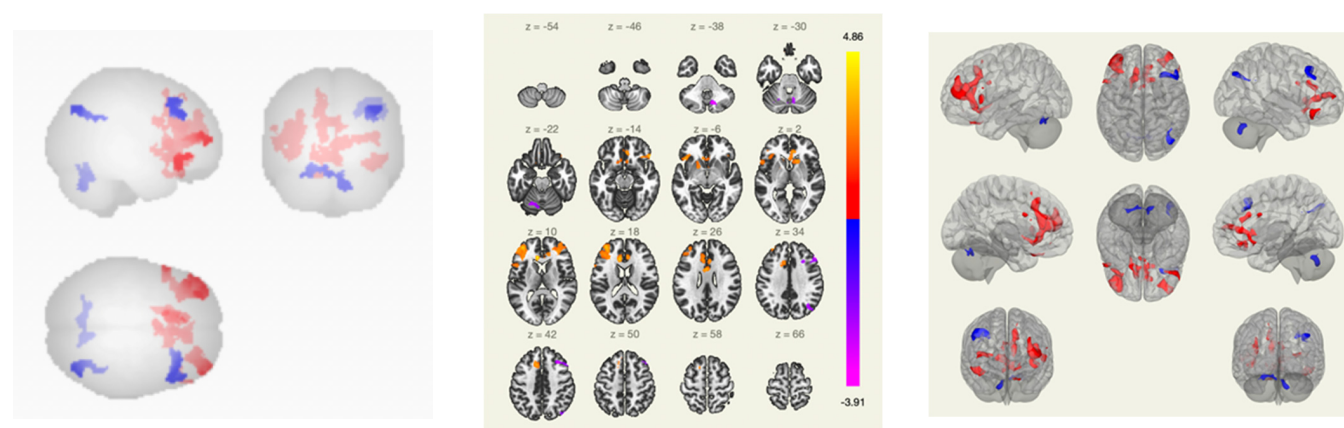 z = -54 z = -46 z = -38 z = -30
4.86
z = -22 z = -14 z = -6 z = 2
z = 10 z = 18 z = 26 z = 34
z = 42 z = 50 z = 58 z = 66
-3.91